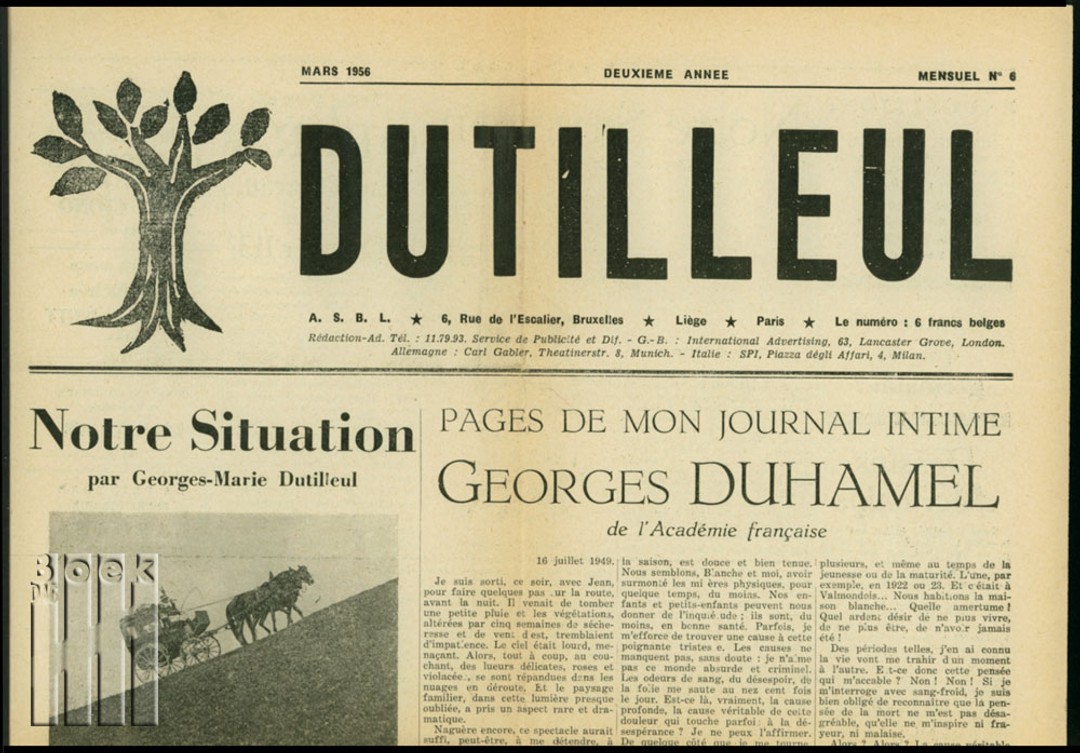 MARS 1956 DEUXIEME ANNEE MENSUEL N° 6
DUTILLEUL
A. S. B. L. ★ 6, Rue de l'Escalier, Bruxelles ★ Liège ★ Paris ★ Le numéro : 6 francs belges
Rédaction-Ad. Tél. : 11.79.93. Service de Publicité et Dif. - G.-B. : International Advertising, 63, Lancaster Grove, London.
Allemagne : Carl Gabler, Theatinerstr. 8, Munich. - Italie : SPI, Piazza dégli Affari, 4, Milan.
Notre Situation
par Georges-Marie Dutilleul
Boek
DE
PAGES DE MON JOURNAL INTIME
GEORGES DUHAMEL
de l'Académie française
16 juillet 1949.
Je suis sorti, ce soir, avec Jean,
pour faire quelques pas sur la route,
avant la nuit. Il venait de tomber
une petite pluie et les végétations,
altérées par cinq semaines de séche-
resse et de vent d'est, tremblaient
d'impatience. Le ciel était lourd, me-
naçant. Alors, tout à coup, au cou-
chant, des lueurs délicates, roses et
violacées, se sont répandues dans les
nuages en déroute. Et le paysage
familier, dans cette lumière presque
oubliée, a pris un aspect rare et dra-
matique.
Naguère encore, ce spectacle aurait
suffi, peut-être, à me détendre, à
la saison, est douce et bien tenue.
Nous semblons, Blanche et moi, avoir
surmonté les misères physiques, pour
quelque temps, du moins. Nos en-
fants et petits-enfants peuvent nous
donner de l'inquiétude ; ils sont, du
moins, en bonne santé. Parfois, je
m'efforce de trouver une cause à cette
poignante tristesse. Les causes ne
manquent pas, sans doute : je n'aime
pas ce monde absurde et criminel.
Les odeurs de sang, du désespoir, de
la folie me saute au nez cent fois
le jour. Est-ce là, vraiment, la cause
profonde, la cause véritable de cette
douleur qui touche parfois à la dé-
sespérance ? Je ne peux l'affirmer.
De quelque côté que je me tourne
plusieurs, et même au temps de la
jeunesse ou de la maturité. L'une, par
exemple, en 1922 ou 23. Et c'était à
Valmondois... Nous habitions la mai-
son blanche... Quelle amertume !
Quel ardent désir de ne plus vivre,
de ne plus être, de n'avoir jamais
été !
Des périodes telles, j'en ai connu
la vie vont me trahir d'un moment
à l'autre. Est-ce donc cette pensée
qui m'accable ? Non ! Non ! Si je
m'interroge avec sang-froid, je suis
bien obligé de reconnaître que la pen-
sée de la mort ne m'est pas désa-
gréable, qu'elle ne m'inspire ni fra-
yeur, ni malaise.